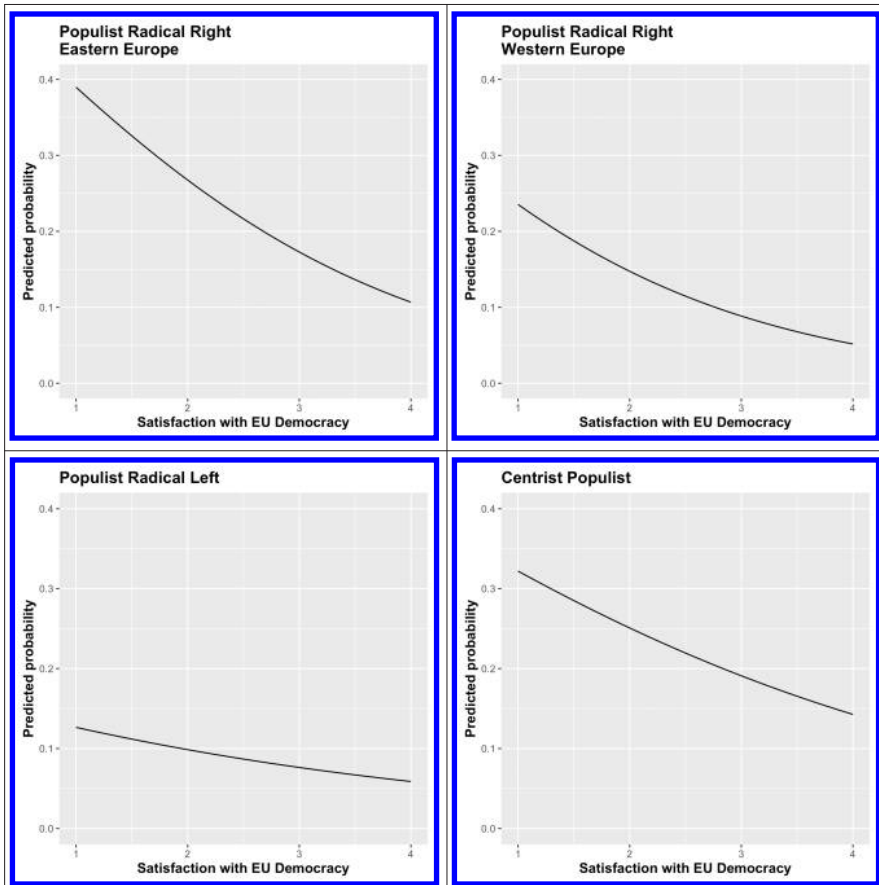 Populist Radical Right
Eastern Europe
0.4
0.3
0.2
0.1
0.0
Predicted probability
1 2 3 4
Satisfaction with EU Democracy
Populist Radical Right
Western Europe
0.4
0.3
0.2
0.1
0.0
Predicted probability
1 2 3 4
Satisfaction with EU Democracy
Populist Radical Left
0.4
0.3
0.2
0.1
0.0
Predicted probability
1 2 3 4
Satisfaction with EU Democracy
Centrist Populist
0.4
0.3
0.2
0.1
0.0
Predicted probability
1 2 3 4
Satisfaction with EU Democracy